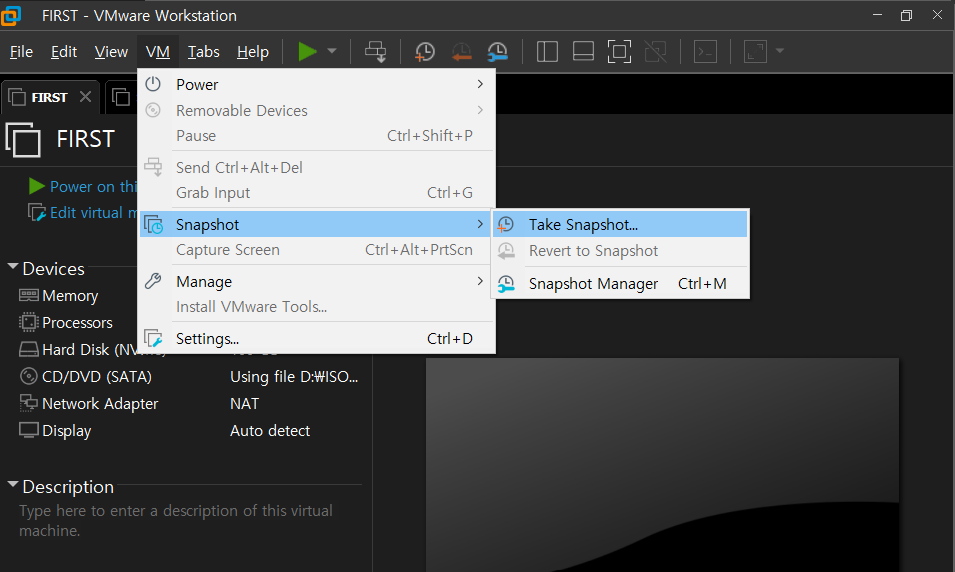 FIRST - VMware Workstation
File Edit View VM Tabs Help
FIRST
FIRST
Power on thi
Edit virtual m
Power
Removable Devices
Pause Ctrl+Shift+P
Send Ctrl+Alt+Del
Grab Input Ctrl+G
Snapshot
Capture Screen Ctrl+Alt+PrtScn
Manage
Install VMware Tools...
Settings... Ctrl+D
Take Snapshot...
Revert to Snapshot
Snapshot Manager Ctrl+M
Devices
Memory
Processors
Hard Disk (NV
CD/DVD (SATA) Using file D:₩ISO...
Network Adapter NAT
Display Auto detect
Description
Type here to enter a description of this virtual
machine.